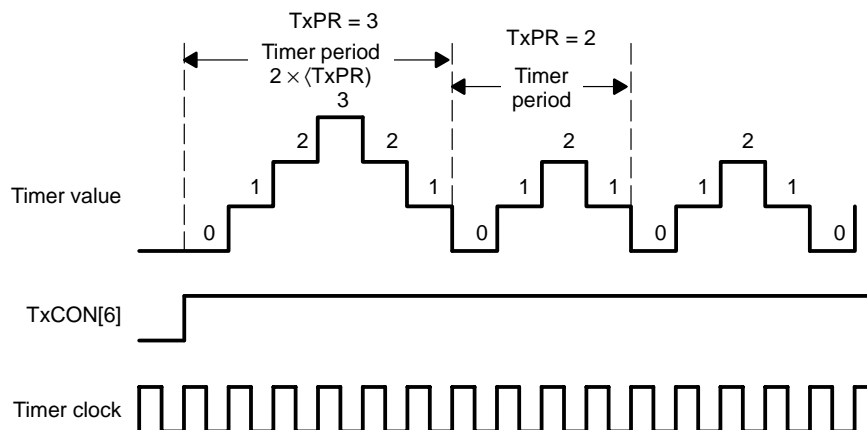 TxPR = 3
Timer period
2 × (TxPR)
TxPR = 2
Timer
period
3
2 2 2 2
1 1 1 1 1 1
Timer value
0 0 0 0
TxCON[6]
Timer clock